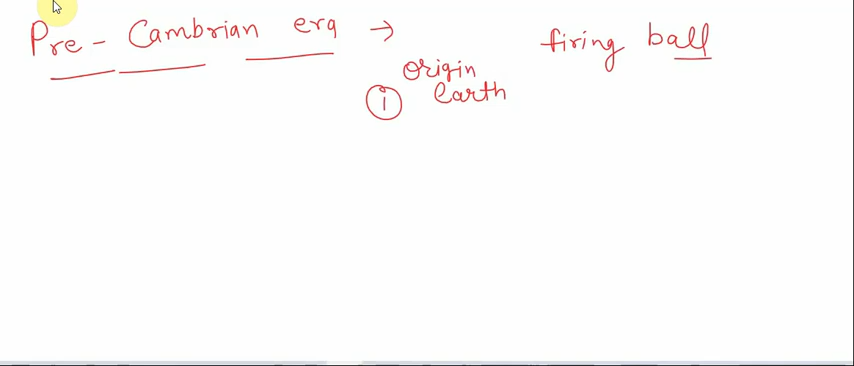 Pre - Cambrian era → firing ball
origin
① earth